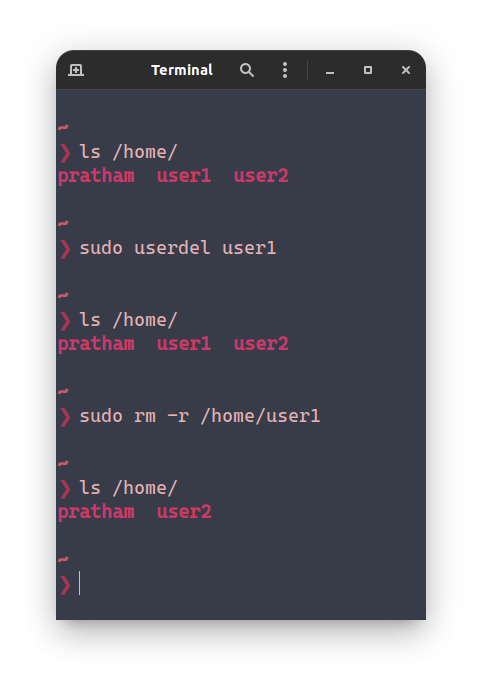 Terminal
~
❯ ls /home/
pratham  user1  user2
~
❯ sudo userdel user1
~
❯ ls /home/
pratham  user1  user2
~
❯ sudo rm -r /home/user1
~
❯ ls /home/
pratham  user2
~
❯